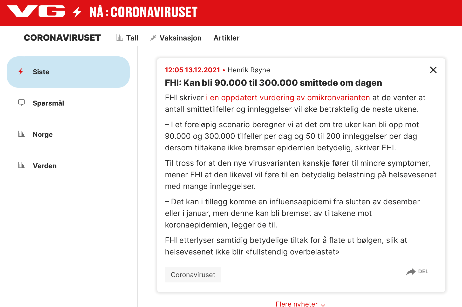 VG NÅ: CORONAVIRUSET
CORONAVIRUSET Tall Vaksinasjon Artikler
Siste
Spørsmål
Norge
Verden
12:05 13.12.2021 • Henrik Røyne
FHI: Kan bli 90.000 til 300.000 smittede om dagen
FHI skriver i en oppdatert vurdering av omikronvarianten at de venter at
antall smittetilfeller og innleggelser vil øke betraktelig de neste ukene.
– I et foreløpig scenario beregner vi at det om tre uker kan bli opp mot
90.000 og 300.000 tilfeller per dag og 50 til 200 innleggelser per dag
dersom tiltakene ikke bremser epidemien betydelig, skriver FHI.
Til tross for at den nye virusvarianten kanskje fører til mindre symptomer,
mener FHI at den likevel vil føre til en betydelig belastning på helsevesenet
med mange innleggelser.
– Det kan i tillegg komme en influensaepidemi fra slutten av desember
eller i januar, men denne kan bli bremset av tiltakene mot
koronaepidemien, legger de til.
FHI etterlyser samtidig betydelige tiltak for å flate ut bølgen, slik at
helsevesenet ikke blir «fullstendig overbelastet».
Coronaviruset
DEL
Flere nyheter